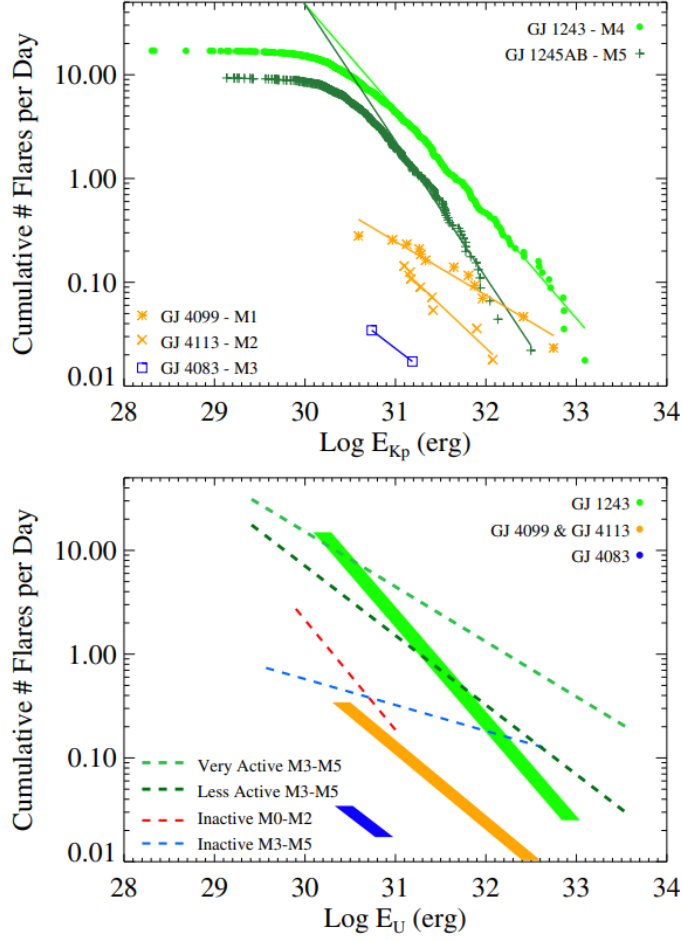 GJ 1243 - M4
GJ 1245AB - M5
10.00
1.00
0.10
0.01
Cumulative # Flares per Day
GJ 4099 - M1
GJ 4113 - M2
GJ 4083 - M3
28 29 30 31 32 33 34
Log E_Kp (erg)
GJ 1243
GJ 4099 & GJ 4113
GJ 4083
10.00
1.00
0.10
0.01
Cumulative # Flares per Day
Very Active M3-M5
Less Active M3-M5
Inactive M0-M2
Inactive M3-M5
28 29 30 31 32 33 34
Log E_U (erg)